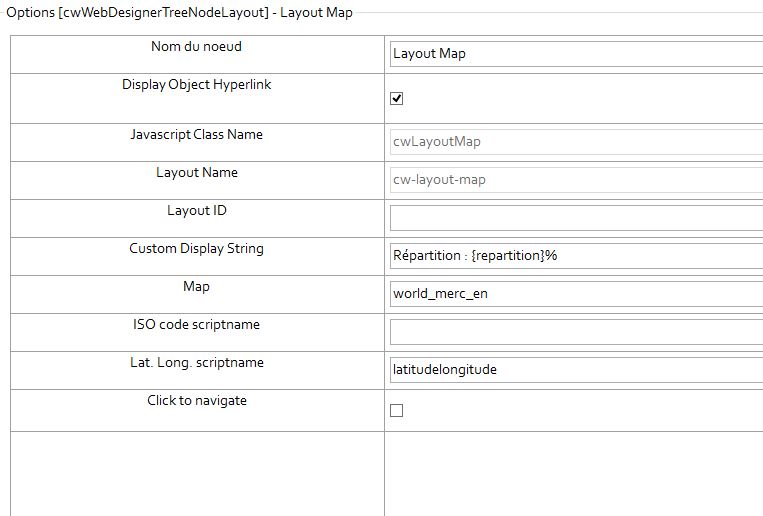 Options [cwWebDesignerTreeNodeLayout] - Layout Map
Nom du noeud
Layout Map
Display Object Hyperlink
Javascript Class Name
cwLayoutMap
Layout Name
cw-layout-map
Layout ID
Custom Display String
Répartition : {repartition}%
Map
world_merc_en
ISO code scriptname
Lat. Long. scriptname
latitudelongitude
Click to navigate